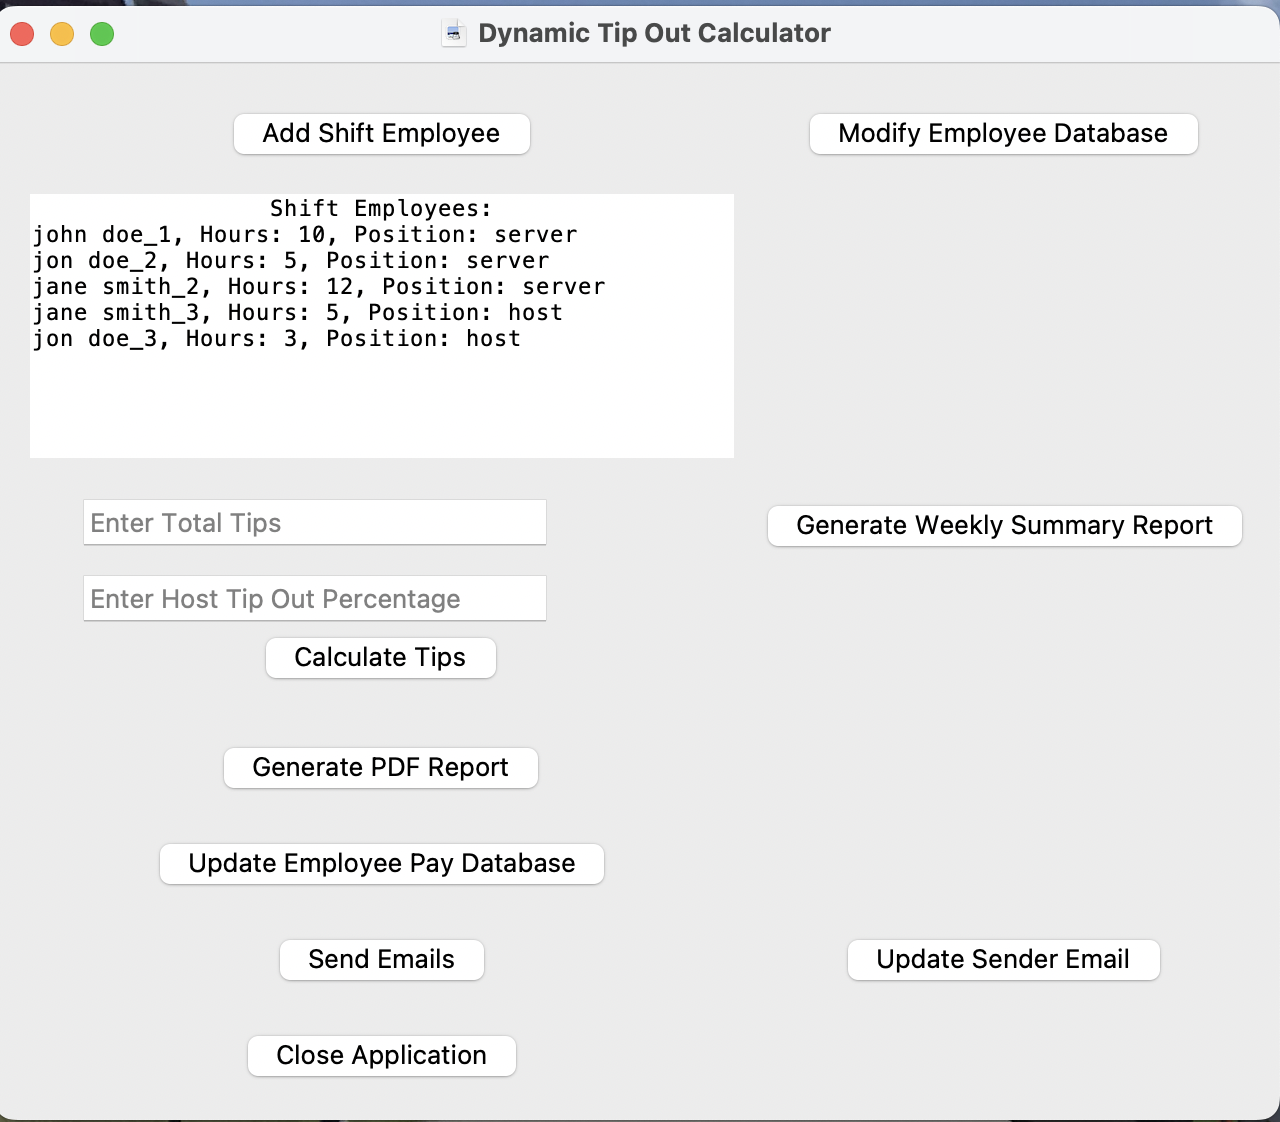 Dynamic Tip Out Calculator
Add Shift Employee
Modify Employee Database
Shift Employees:
john doe_1, Hours: 10, Position: server
jon doe_2, Hours: 5, Position: server
jane smith_2, Hours: 12, Position: server
jane smith_3, Hours: 5, Position: host
jon doe_3, Hours: 3, Position: host
Enter Total Tips
Generate Weekly Summary Report
Enter Host Tip Out Percentage
Calculate Tips
Generate PDF Report
Update Employee Pay Database
Send Emails
Update Sender Email
Close Application